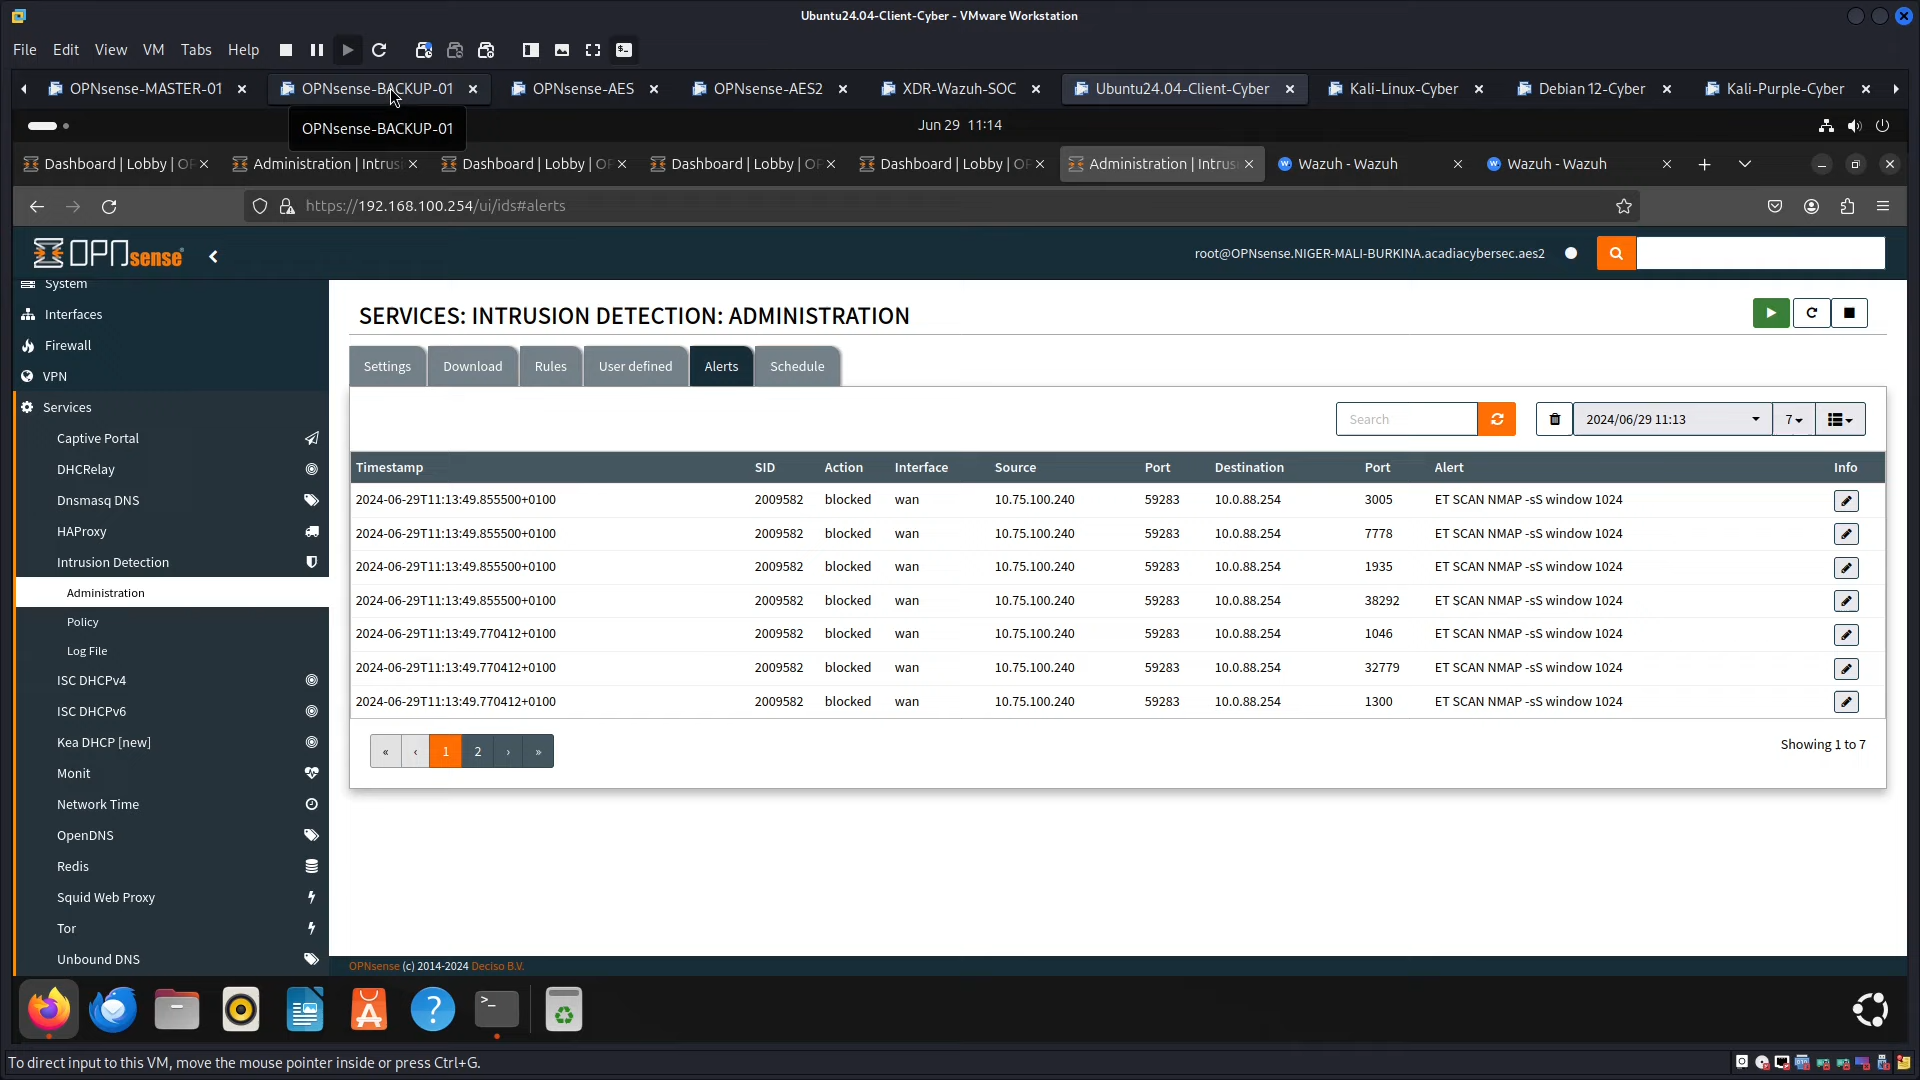 Ubuntu24.04-Client-Cyber - VMware Workstation
File Edit View VM Tabs Help
OPNsense-MASTER-01 OPNsense-BACKUP-01 OPNsense-AES OPNsense-AES2 XDR-Wazuh-SOC Ubuntu24.04-Client-Cyber Kali-Linux-Cyber Debian 12-Cyber Kali-Purple-Cyber
OPNsense-BACKUP-01
Jun 29 11:14
Dashboard | Lobby | OF Administration | Intrusi Dashboard | Lobby | OF Dashboard | Lobby | OF Dashboard | Lobby | OF Administration | Intrus Wazuh - Wazuh Wazuh - Wazuh
https://192.168.100.254/ui/ids#alerts
OPNsense
root@OPNsense.NIGER-MALI-BURKINA.acadiacybersec.aes2
System
Interfaces
Firewall
VPN
Services
Captive Portal
DHCRelay
Dnsmasq DNS
HAProxy
Intrusion Detection
Administration
Policy
Log File
ISC DHCPv4
ISC DHCPv6
Kea DHCP [new]
Monit
Network Time
OpenDNS
Redis
Squid Web Proxy
Tor
Unbound DNS
SERVICES: INTRUSION DETECTION: ADMINISTRATION
Settings Download Rules User defined Alerts Schedule
Search 2024/06/29 11:13 7
Timestamp SID Action Interface Source Port Destination Port Alert Info
2024-06-29T11:13:49.855500+0100 2009582 blocked wan 10.75.100.240 59283 10.0.88.254 3005 ET SCAN NMAP -sS window 1024
2024-06-29T11:13:49.855500+0100 2009582 blocked wan 10.75.100.240 59283 10.0.88.254 7778 ET SCAN NMAP -sS window 1024
2024-06-29T11:13:49.855500+0100 2009582 blocked wan 10.75.100.240 59283 10.0.88.254 1935 ET SCAN NMAP -sS window 1024
2024-06-29T11:13:49.855500+0100 2009582 blocked wan 10.75.100.240 59283 10.0.88.254 38292 ET SCAN NMAP -sS window 1024
2024-06-29T11:13:49.770412+0100 2009582 blocked wan 10.75.100.240 59283 10.0.88.254 1046 ET SCAN NMAP -sS window 1024
2024-06-29T11:13:49.770412+0100 2009582 blocked wan 10.75.100.240 59283 10.0.88.254 32779 ET SCAN NMAP -sS window 1024
2024-06-29T11:13:49.770412+0100 2009582 blocked wan 10.75.100.240 59283 10.0.88.254 1300 ET SCAN NMAP -sS window 1024
« ‹ 1 2 › »
Showing 1 to 7
OPNsense (c) 2014-2024 Deciso B.V.
To direct input to this VM, move the mouse pointer inside or press Ctrl+G.